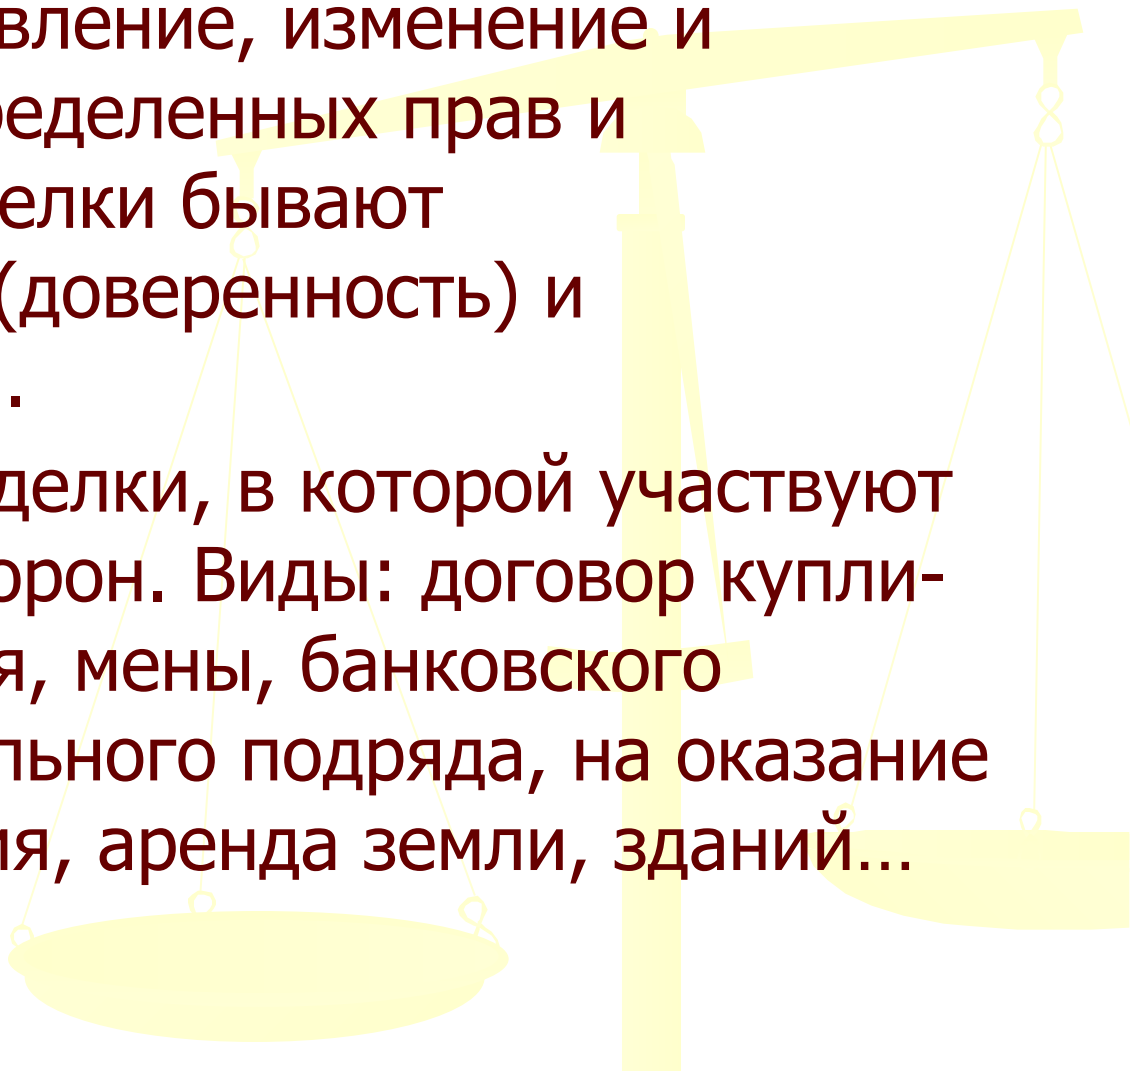 вление, изменение и
ределенных прав и
елки бывают
(доверенность) и
.
делки, в которой участвуют
орон. Виды: договор купли-
я, мены, банковского
льного подряда, на оказание
ия, аренда земли, зданий…